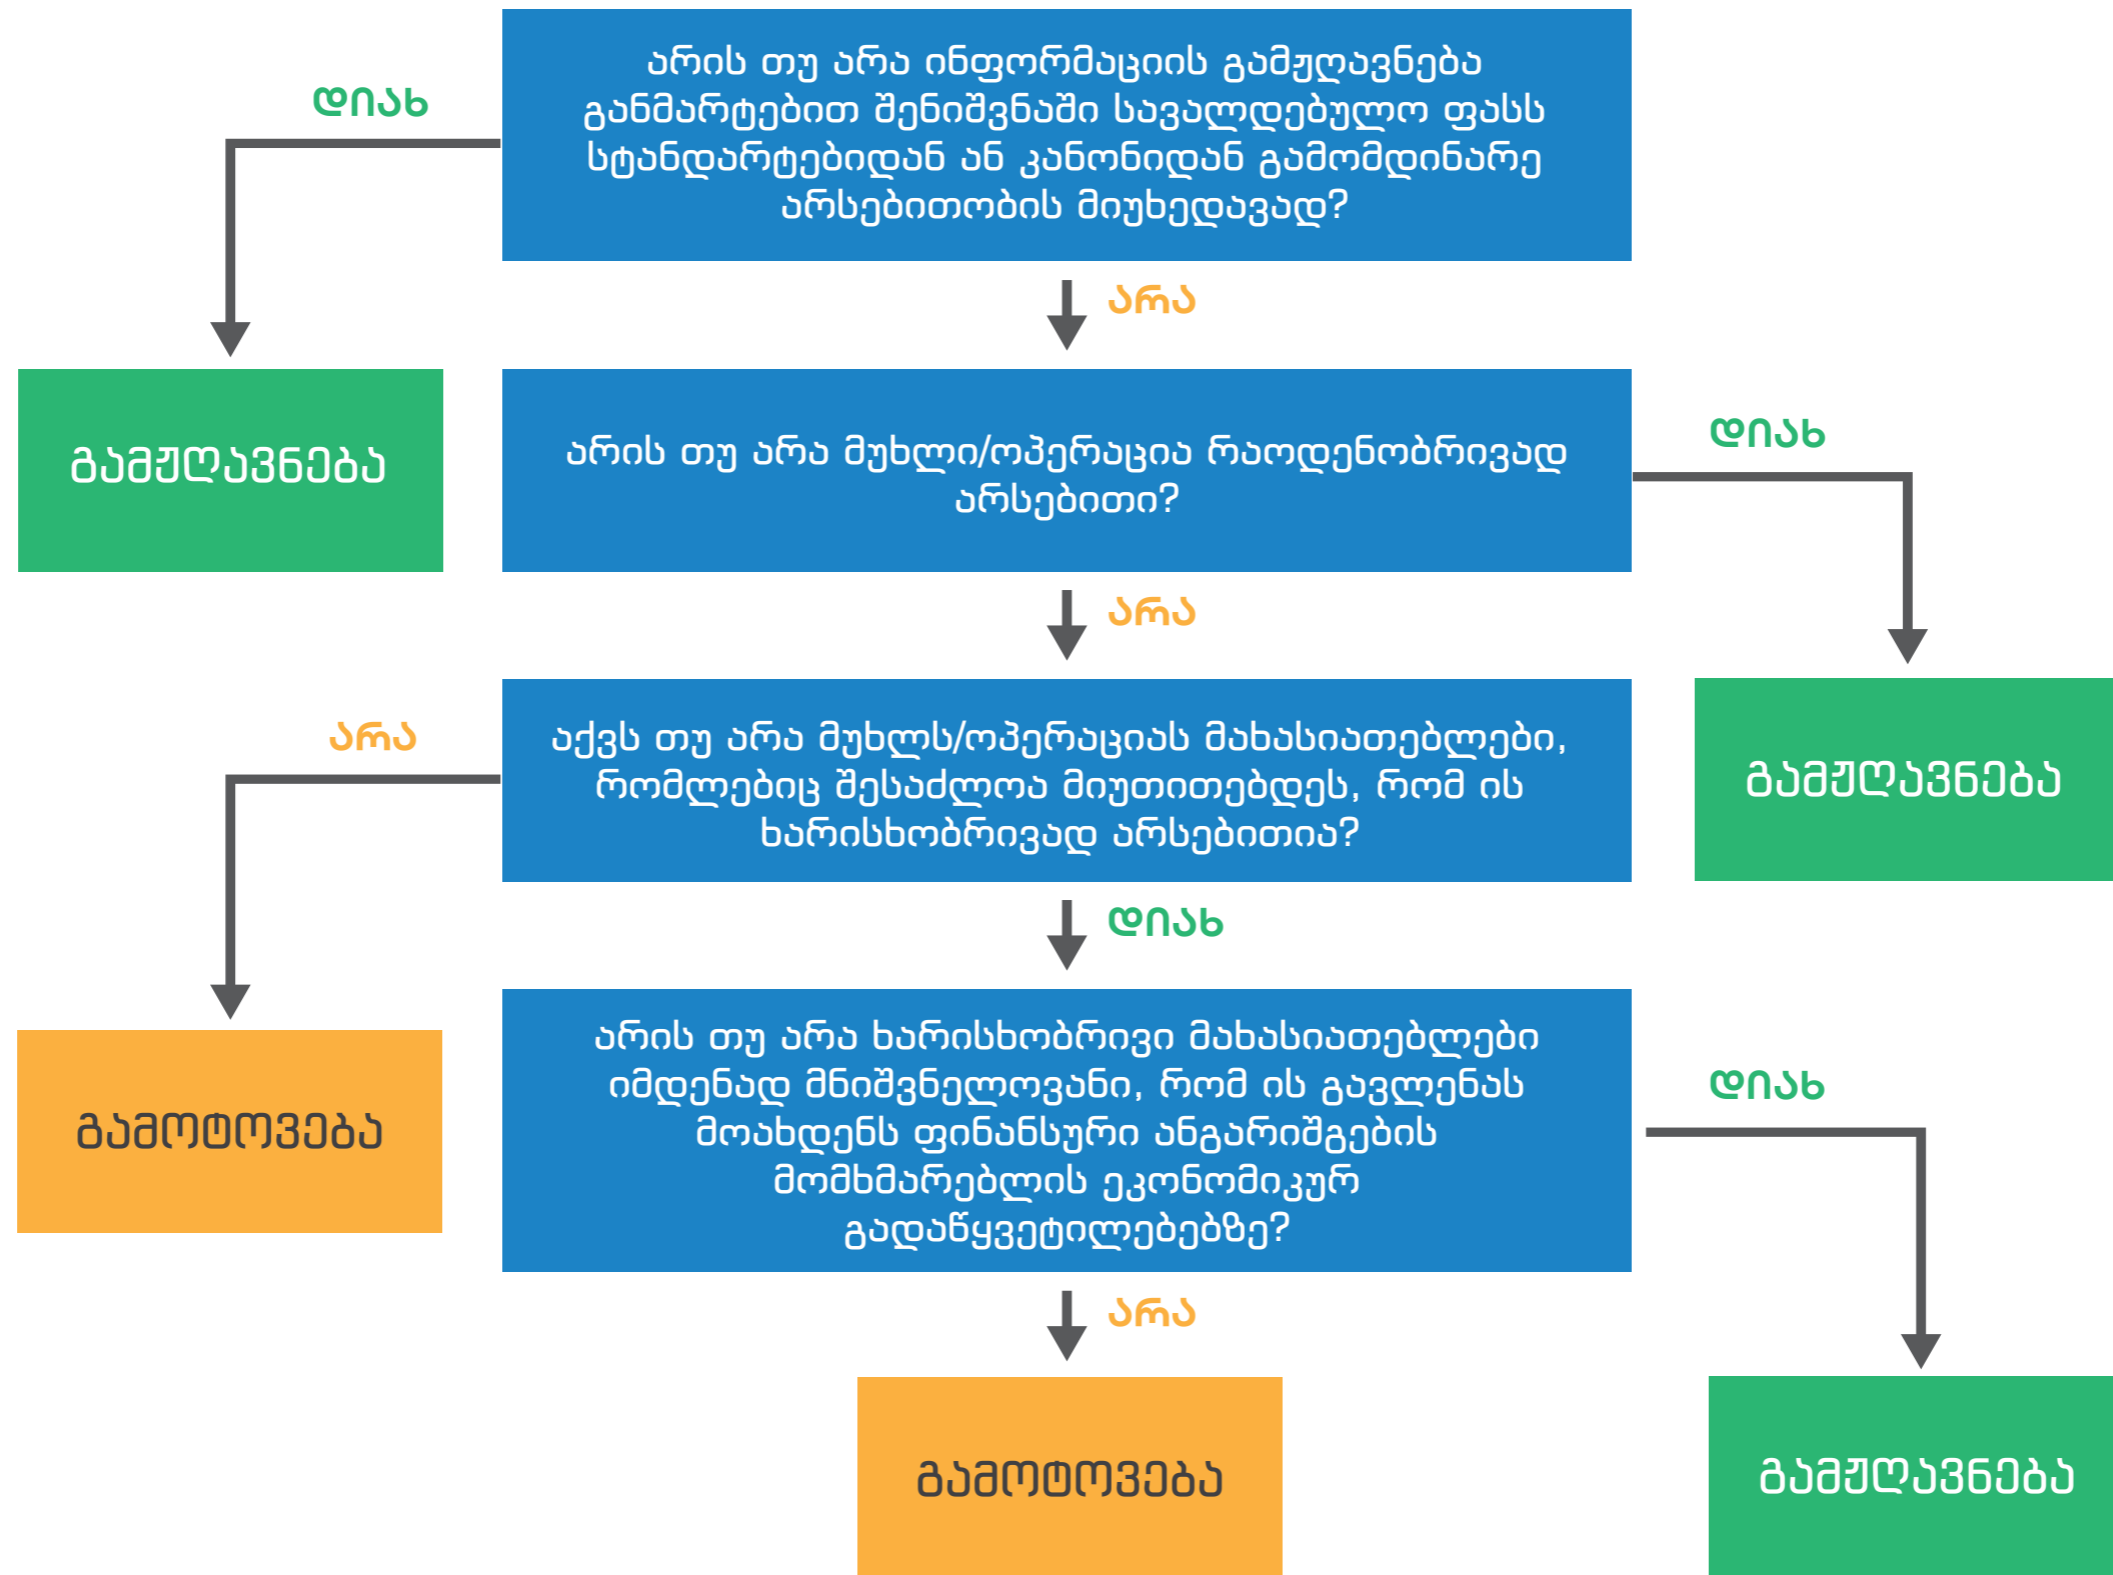 არის თუ არა ინფორმაციის გამჟღავნება
განმარტებით შენიშვნაში სავალდებულო ფასს
სტანდარტებიდან ან კანონიდან გამომდინარე
არსებითობის მიუხედავად?
დიახ
არა
გამჟღავნება
არის თუ არა მუხლი/ოპერაცია რაოდენობრივად
არსებითი?
დიახ
არა
გამჟღავნება
აქვს თუ არა მუხლს/ოპერაციას მახასიათებლები,
რომლებიც შესაძლოა მიუთითებდეს, რომ ის
ხარისხობრივად არსებითია?
არა
დიახ
გამოტოვება
არის თუ არა ხარისხობრივი მახასიათებლები
იმდენად მნიშვნელოვანი, რომ ის გავლენას
მოახდენს ფინანსური ანგარიშგების
მომხმარებლის ეკონომიკურ
გადაწყვეტილებებზე?
დიახ
არა
გამოტოვება
გამჟღავნება